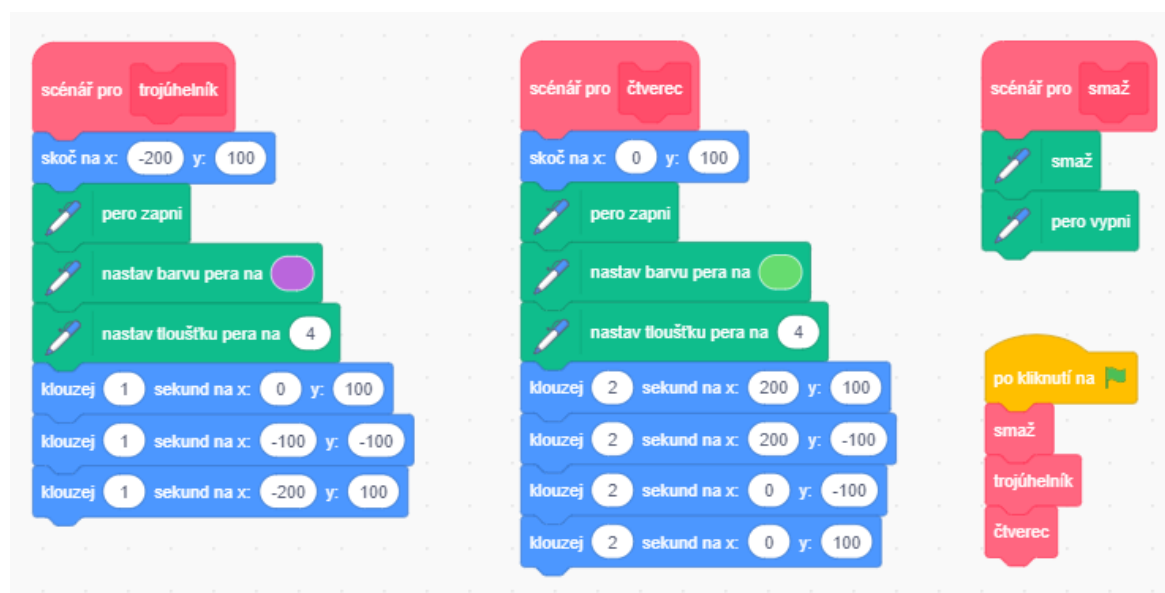 scénář pro trojúhelník
skoč na x: -200 y: 100
pero zapni
nastav barvu pera na
nastav tloušťku pera na 4
klouzej 1 sekund na x: 0 y: 100
klouzej 1 sekund na x: -100 y: -100
klouzej 1 sekund na x: -200 y: 100
scénář pro čtverec
skoč na x: 0 y: 100
pero zapni
nastav barvu pera na
nastav tloušťku pera na 4
klouzej 2 sekund na x: 200 y: 100
klouzej 2 sekund na x: 200 y: -100
klouzej 2 sekund na x: 0 y: -100
klouzej 2 sekund na x: 0 y: 100
scénář pro smaž
smaž
pero vypni
po kliknutí na
smaž
trojúhelník
čtverec